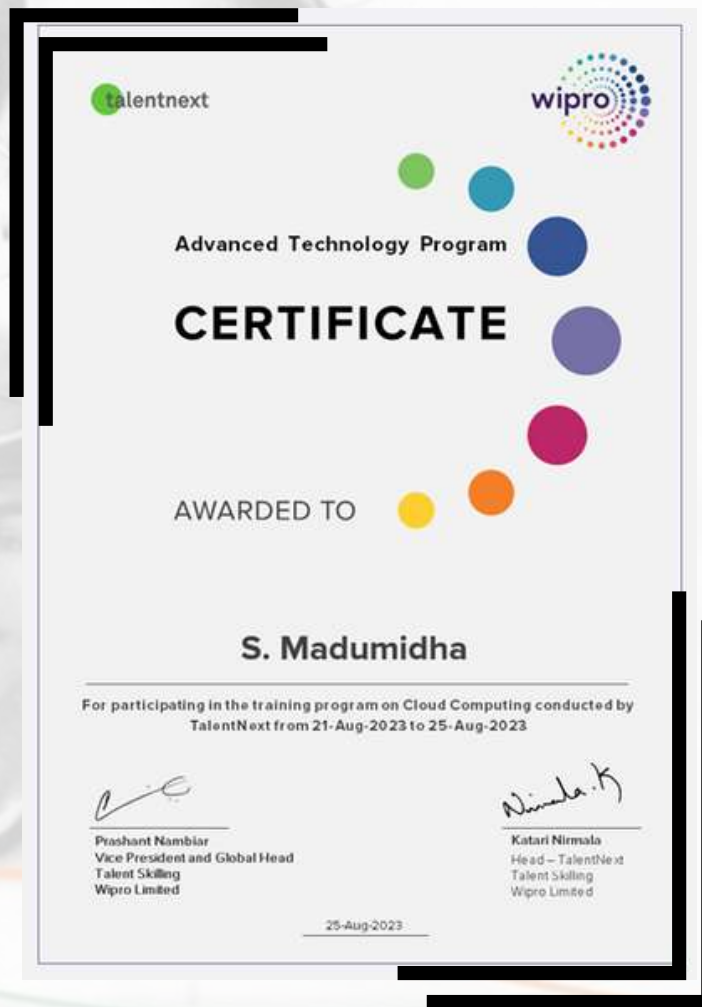 talentnext
wipro
Advanced Technology Program
CERTIFICATE
AWARDED TO
S. Madumidha
For participating in the training program on Cloud Computing conducted by
TalentNext from 21-Aug-2023 to 25-Aug-2023
Nirmala.K
Prashant Nambiar
Vice President and Global Head
Talent Skilling
Wipro Limited
Katari Nirmala
Head – TalentNext
Talent Skilling
Wipro Limited
25-Aug-2023